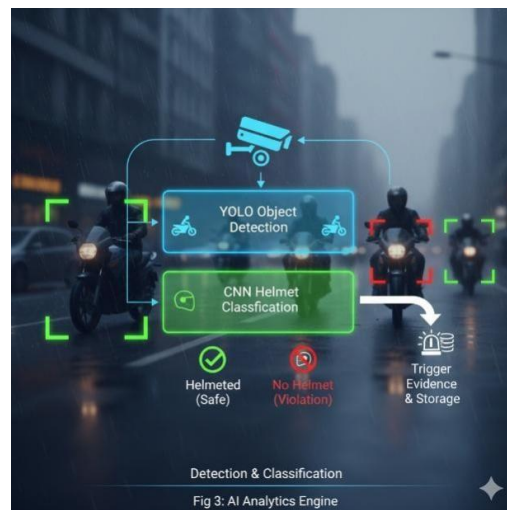 YOLO Object
Detection
CNN Helmet
Classfication
Helmeted
(Safe)
No Helmet
(Violation)
Trigger
Evidence
& Storage
Detection & Classification
Fig 3: AI Analytics Engine